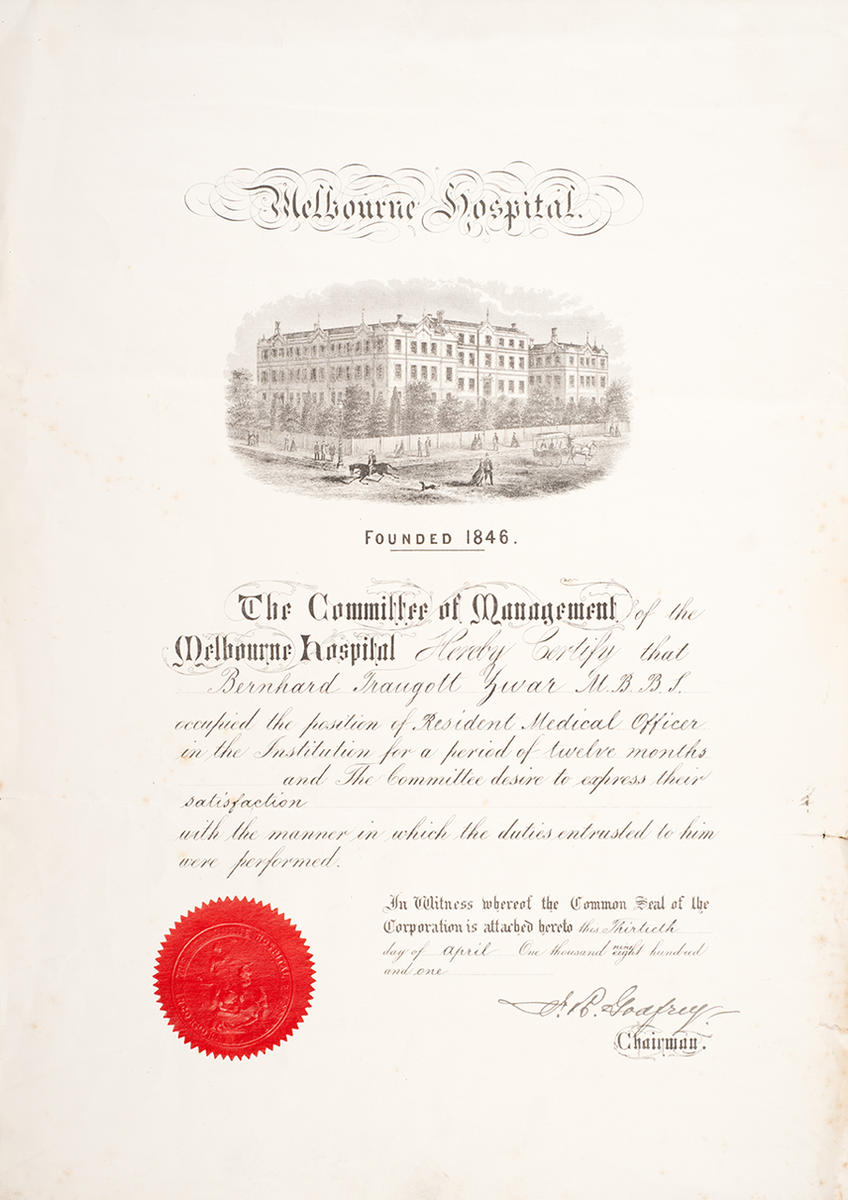 Melbourne Hospital.
FOUNDED 1846.
The Committee of Management of the
Melbourne Hospital Hereby Certify that
Bernhard Traugott Zwar M.B.B.S.
occupied the position of Resident Medical Officer
in the Institution for a period of twelve months
and The Committee desire to express their
satisfaction
with the manner in which the duties entrusted to him
were performed.
In Witness whereof the Common Seal of the
Corporation is attached hereto this Thirtieth
day of April One thousand nine eight hundred
and one
J. R. Godfrey.
Chairman.